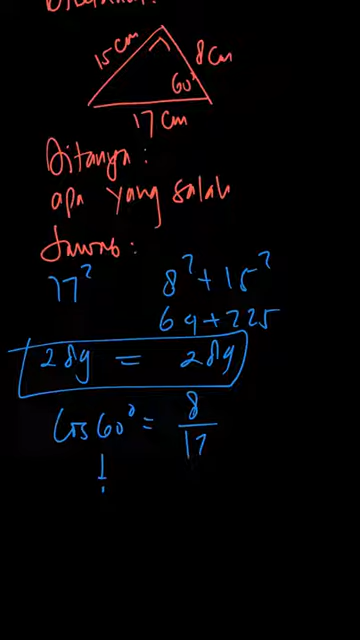 15 cm
8 cm
60°
17 cm
Ditanya :
apa yang salah
Jawab :
17² 8² + 15²
64 + 225
289 = 289
Cos 60° = 8/17